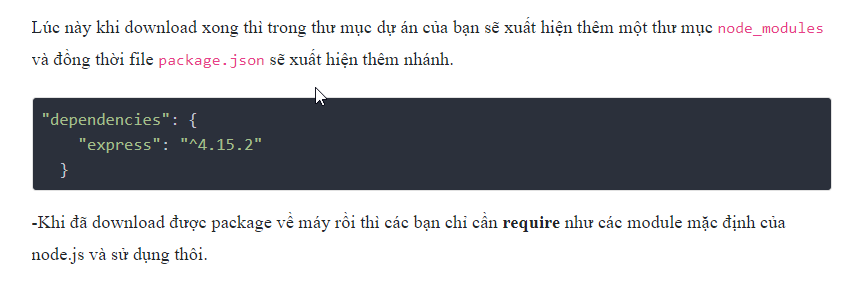 Lúc này khi download xong thì trong thư mục dự án của bạn sẽ xuất hiện thêm một thư mục node_modules
và đồng thời file package.json sẽ xuất hiện thêm nhánh.
"dependencies": {
    "express": "^4.15.2"
  }
-Khi đã download được package về máy rồi thì các bạn chỉ cần require như các module mặc định của
node.js và sử dụng thôi.